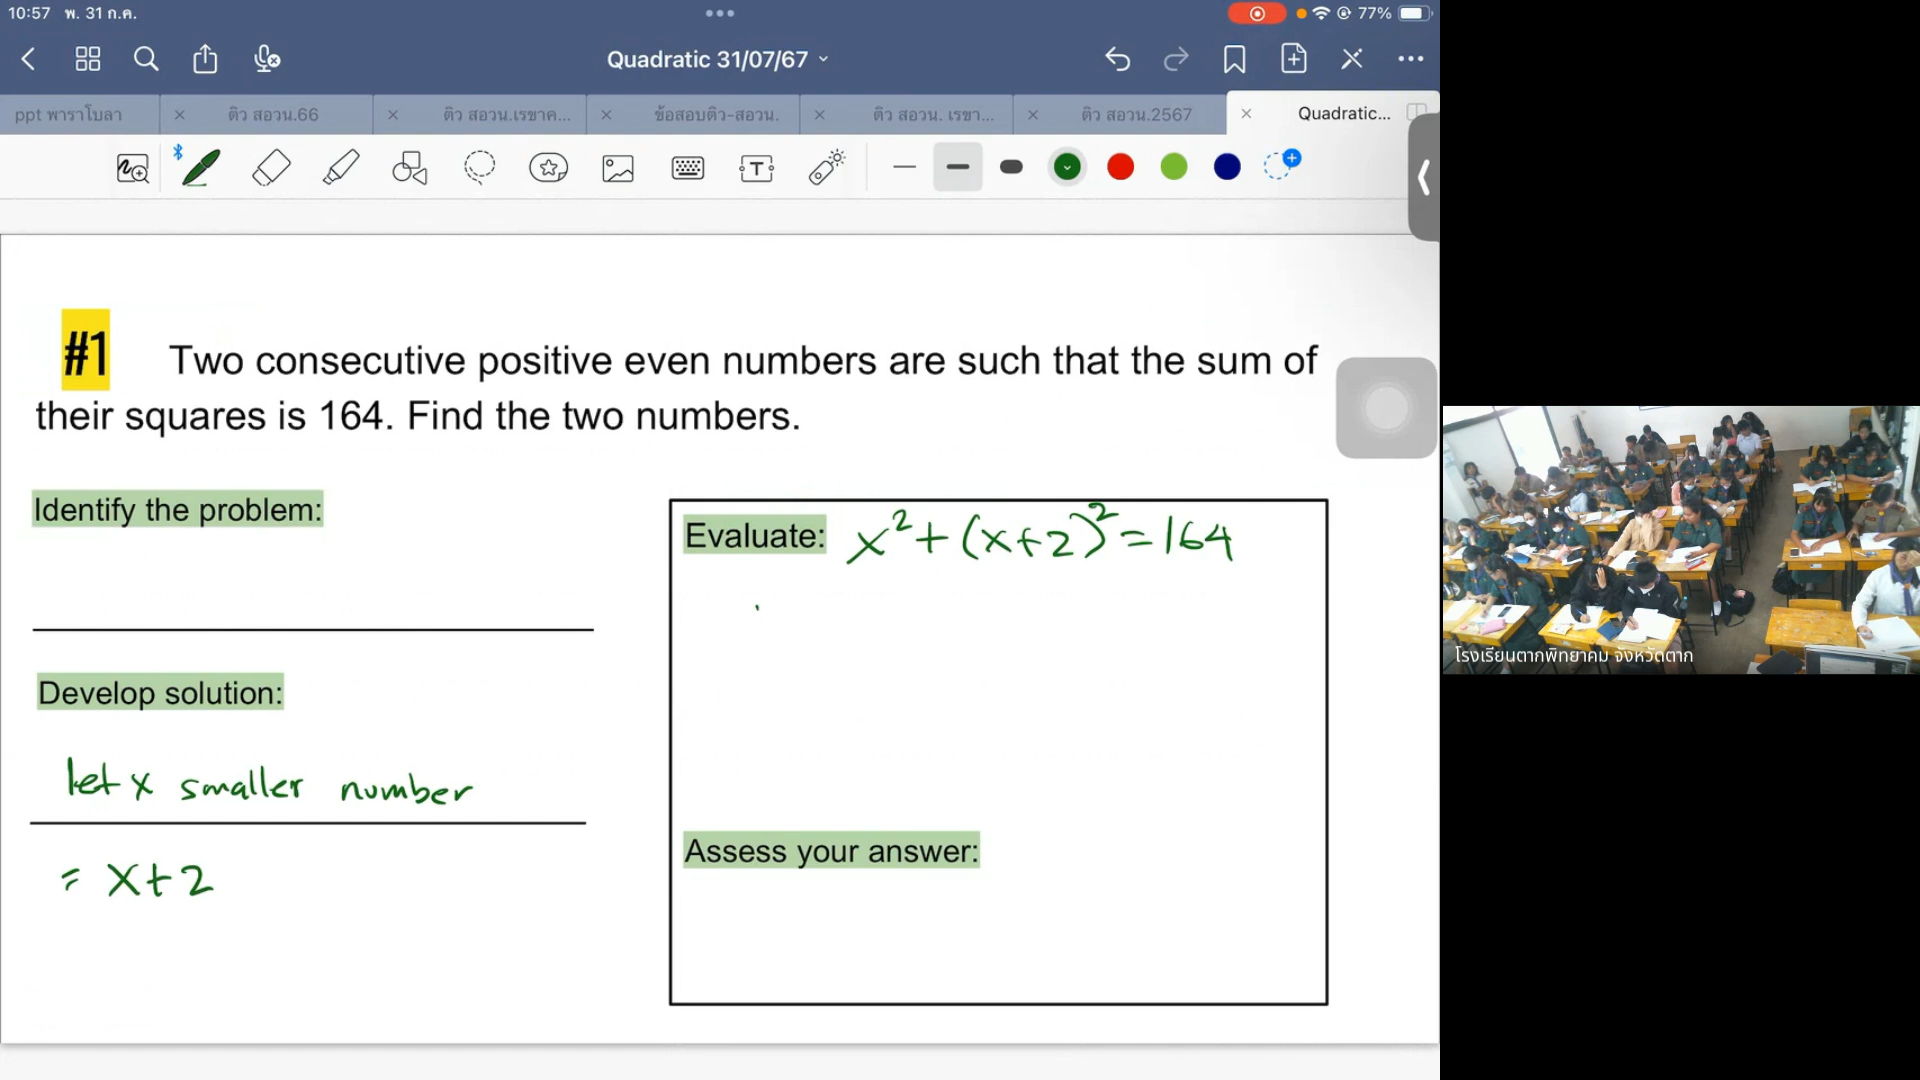 10:57 พ. 31 ก.ค.
77%
Quadratic 31/07/67
ppt พาราโบลา
ติว สอวน.66
ติว สอวน.เรขาค...
ข้อสอบติว-สอวน.
ติว สอวน. เรขา...
ติว สอวน.2567
Quadratic...
#1 Two consecutive positive even numbers are such that the sum of
their squares is 164. Find the two numbers.
Identify the problem:
Develop solution:
let x smaller number
= x+2
Evaluate: x²+(x+2)²=164
Assess your answer:
โรงเรียนตากพิทยาคม จังหวัดตาก